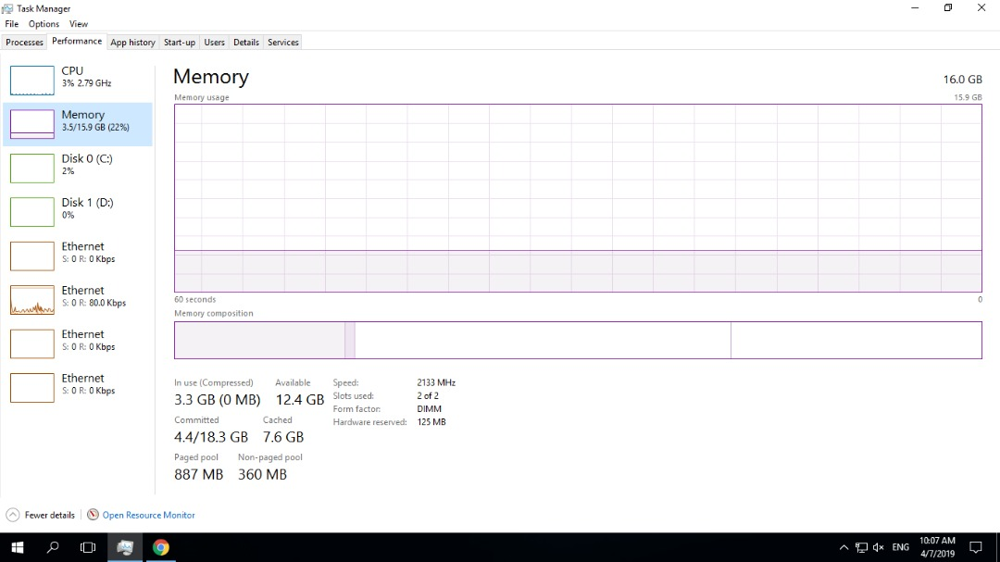 Task Manager
File Options View
Processes Performance App history Start-up Users Details Services
CPU
3% 2.79 GHz
Memory
3.5/15.9 GB (22%)
Disk 0 (C:)
2%
Disk 1 (D:)
0%
Ethernet
S: 0 R: 0 Kbps
Ethernet
S: 0 R: 80.0 Kbps
Ethernet
S: 0 R: 0 Kbps
Ethernet
S: 0 R: 0 Kbps
Memory 16.0 GB
Memory usage 15.9 GB
60 seconds 0
Memory composition
In use (Compressed) Available
3.3 GB (0 MB) 12.4 GB
Committed Cached
4.4/18.3 GB 7.6 GB
Paged pool Non-paged pool
887 MB 360 MB
Speed: 2133 MHz
Slots used: 2 of 2
Form factor: DIMM
Hardware reserved: 125 MB
Fewer details Open Resource Monitor
ENG
10:07 AM
4/7/2019